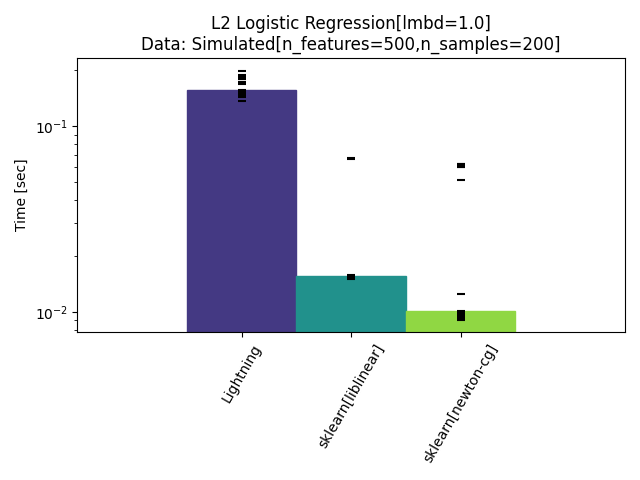 L2 Logistic Regression[lmbd=1.0]
Data: Simulated[n_features=500,n_samples=200]
Time [sec]
10⁻¹
10⁻²
Lightning
sklearn[liblinear]
sklearn[newton-cg]